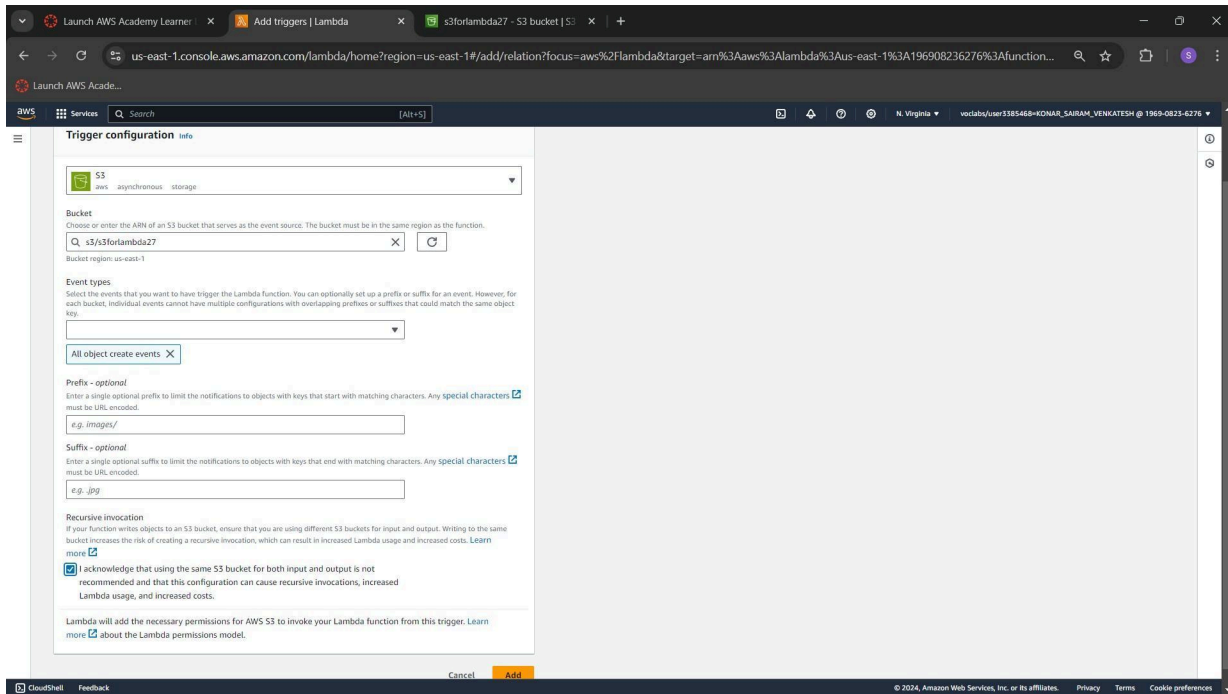 Launch AWS Academy Learner
Add triggers | Lambda
s3forlambda27 - S3 bucket | S3
us-east-1.console.aws.amazon.com/lambda/home?region=us-east-1#/add/relation?focus=aws%2Flambda&target=arn%3Aaws%3Alambda%3Aus-east-1%3A196908236276%3Afunction...
S
Launch AWS Acade...
aws
Services
Search
[Alt+S]
N. Virginia
voclabs/user3385468=KONAR_SAIRAM_VENKATESH @ 1969-0823-6276
Trigger configuration Info
S3
aws asynchronous storage
Bucket
Choose or enter the ARN of an S3 bucket that serves as the event source. The bucket must be in the same region as the function.
s3/s3forlambda27
Bucket region: us-east-1
Event types
Select the events that you want to have trigger the Lambda function. You can optionally set up a prefix or suffix for an event. However, for
each bucket, individual events cannot have multiple configurations with overlapping prefixes or suffixes that could match the same object
key.
All object create events
Prefix - optional
Enter a single optional prefix to limit the notifications to objects with keys that start with matching characters. Any special characters
must be URL encoded.
e.g. images/
Suffix - optional
Enter a single optional suffix to limit the notifications to objects with keys that end with matching characters. Any special characters
must be URL encoded.
e.g. .jpg
Recursive invocation
If your function writes objects to an S3 bucket, ensure that you are using different S3 buckets for input and output. Writing to the same
bucket increases the risk of creating a recursive invocation, which can result in increased Lambda usage and increased costs. Learn
more
I acknowledge that using the same S3 bucket for both input and output is not
recommended and that this configuration can cause recursive invocations, increased
Lambda usage, and increased costs.
Lambda will add the necessary permissions for AWS S3 to invoke your Lambda function from this trigger. Learn
more about the Lambda permissions model.
Cancel
Add
CloudShell
Feedback
© 2024, Amazon Web Services, Inc. or its affiliates.
Privacy
Terms
Cookie preferences